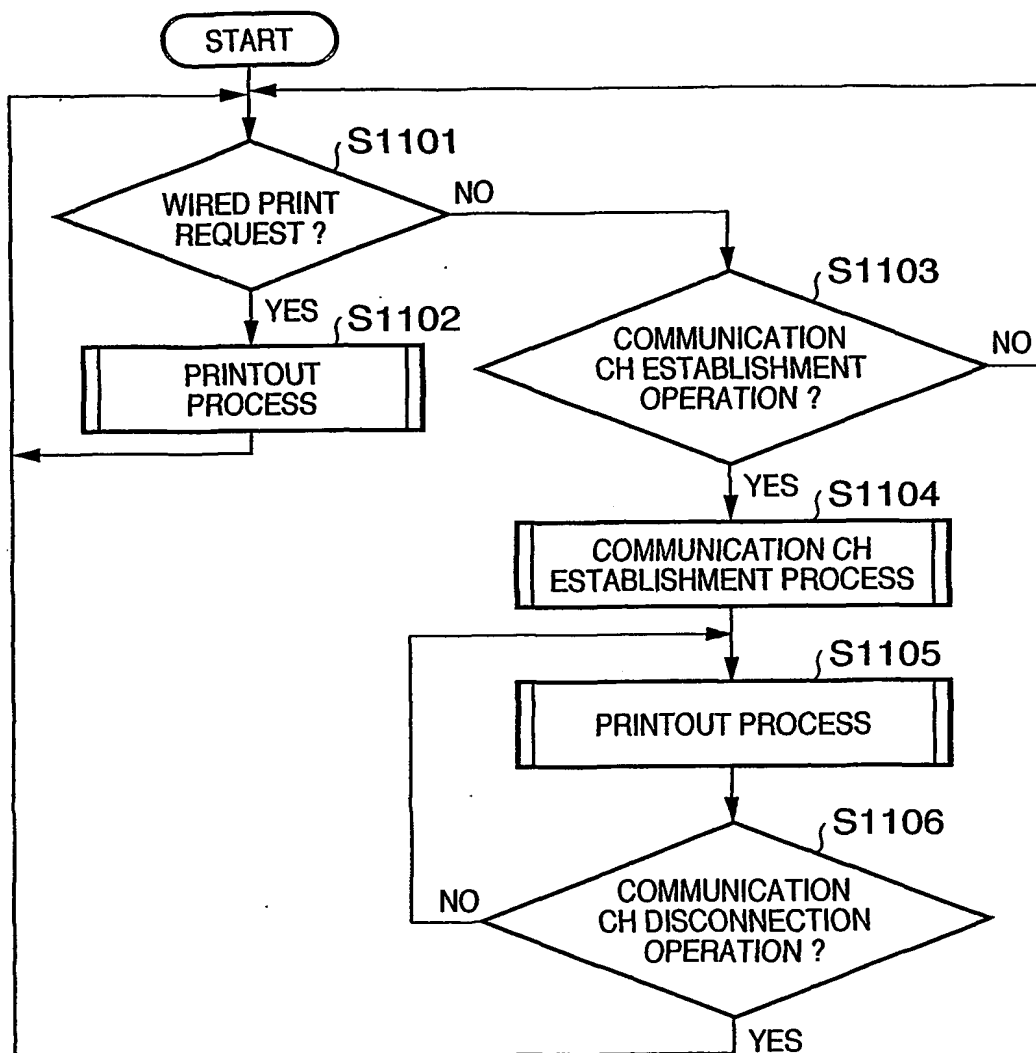 START
S1101
WIRED PRINT
REQUEST ?
NO
YES
S1102
PRINTOUT
PROCESS
S1103
COMMUNICATION
CH ESTABLISHMENT
OPERATION ?
NO
YES
S1104
COMMUNICATION CH
ESTABLISHMENT PROCESS
S1105
PRINTOUT PROCESS
S1106
COMMUNICATION
CH DISCONNECTION
OPERATION ?
NO
YES